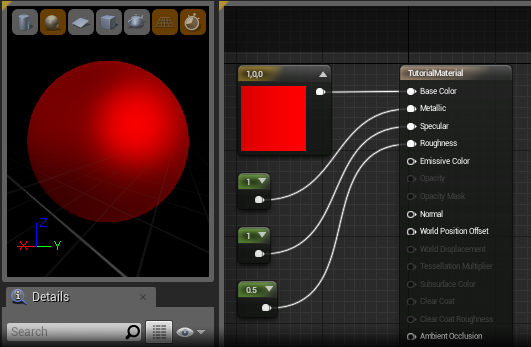 1,0,0
TutorialMaterial
Base Color
Metallic
Specular
Roughness
Emissive Color
Opacity
1
Opacity Mask
Normal
World Position Offset
1
World Displacement
Tessellation Multiplier
0.5
Subsurface Color
Clear Coat
Clear Coat Roughness
Ambient Occlusion
Z
X
Y
Details
Search